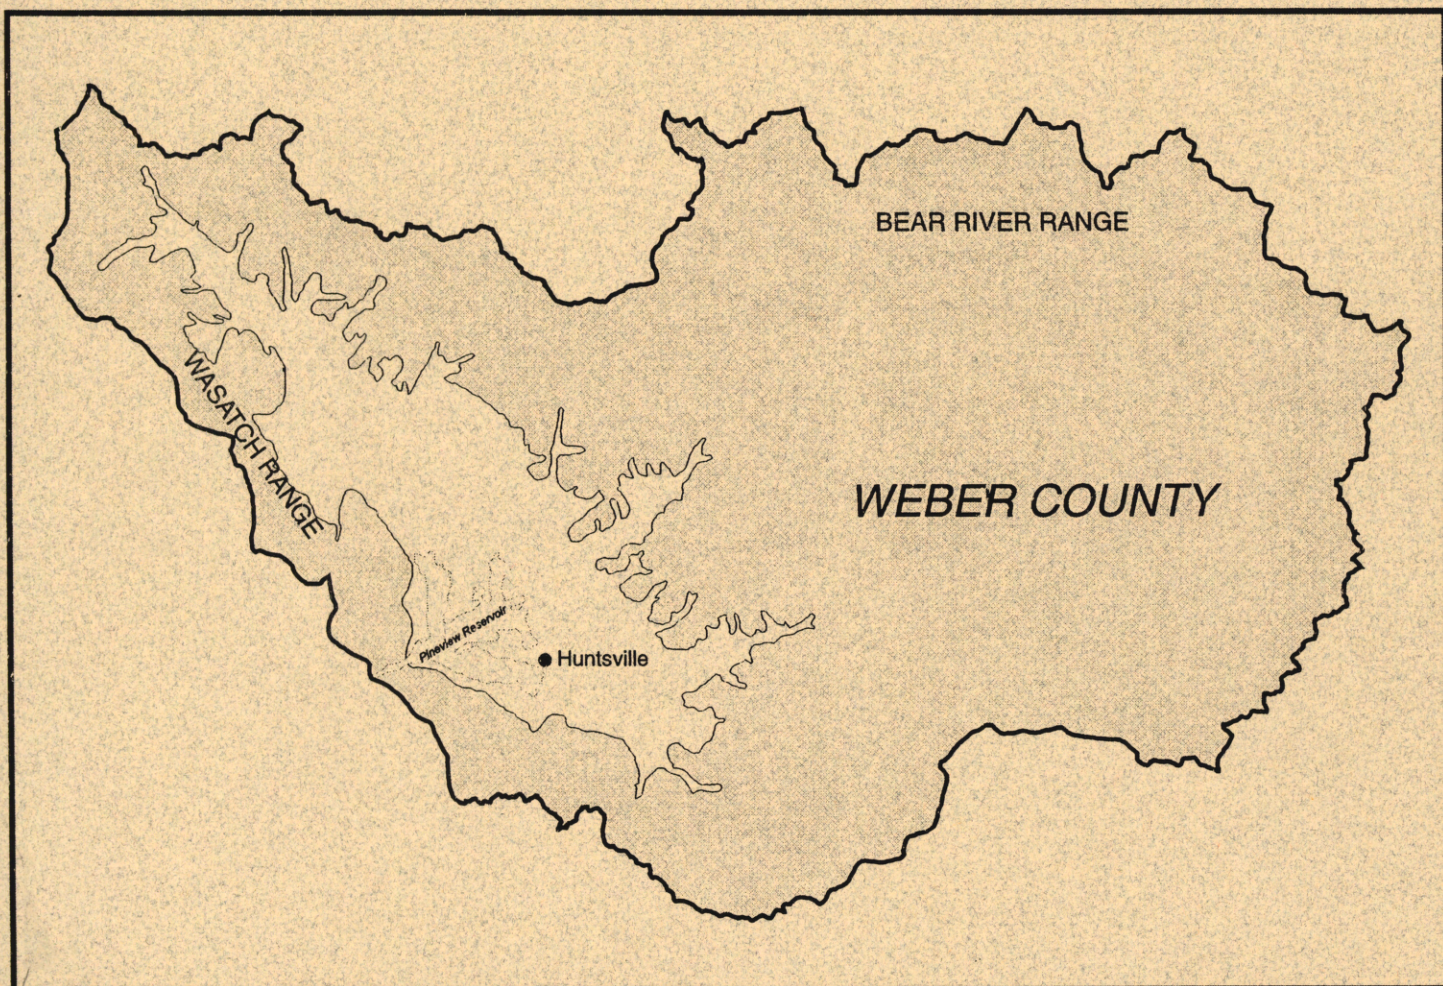 BEAR RIVER RANGE
WASATCH RANGE
WEBER COUNTY
Pineview Reservoir
Huntsville